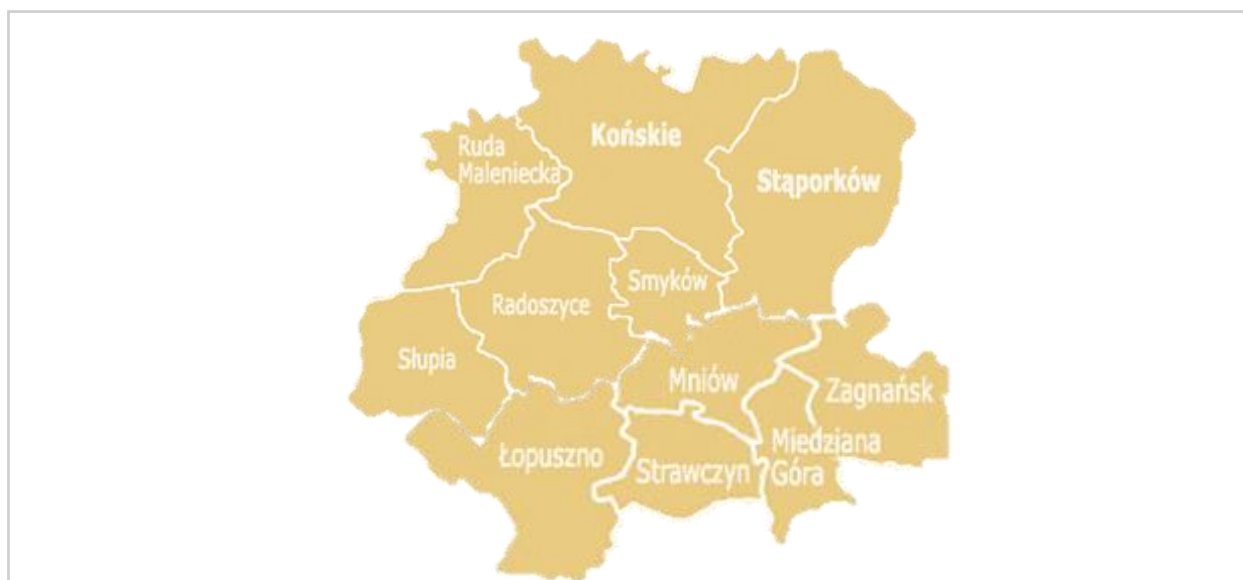 Końskie
Ruda
Maleniecka
Stąporków
Smyków
Radoszyce
Słupia
Mniów
Zagnańsk
Miedziana
Góra
Łopuszno
Strawczyn